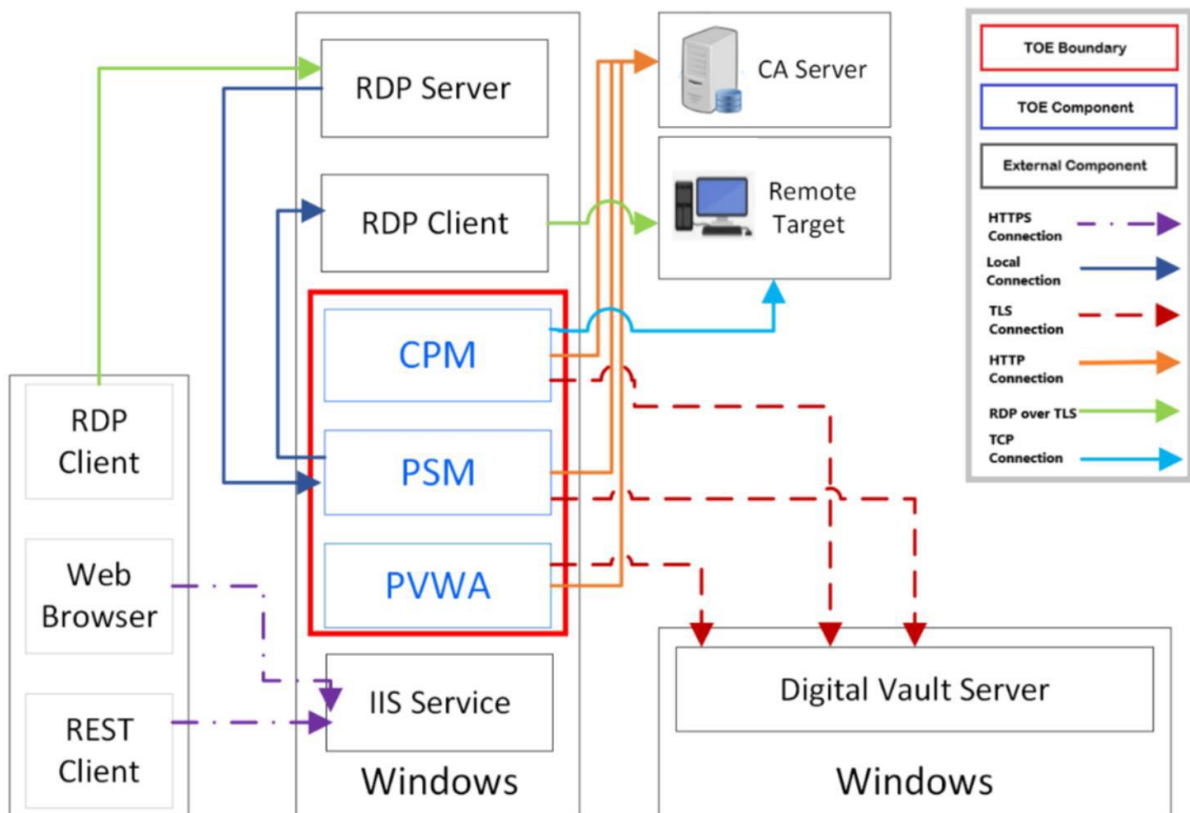 RDP Server
RDP Client
CPM
PSM
PVWA
IIS Service
Windows
RDP
Client
Web
Browser
REST
Client
CA Server
Remote
Target
Digital Vault Server
Windows
TOE Boundary
TOE Component
External Component
HTTPS
Connection
Local
Connection
TLS
Connection
HTTP
Connection
RDP over TLS
TCP
Connection